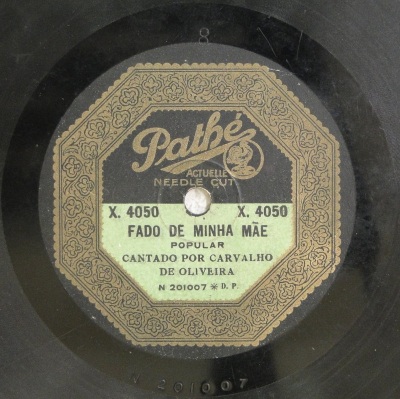 8
Pathé
ACTUELLE
NEEDLE CUT
X. 4050 X. 4050
FADO DE MINHA MÃE
POPULAR
CANTADO POR CARVALHO
DE OLIVEIRA
N 201007 ※ D. P.
N 201007